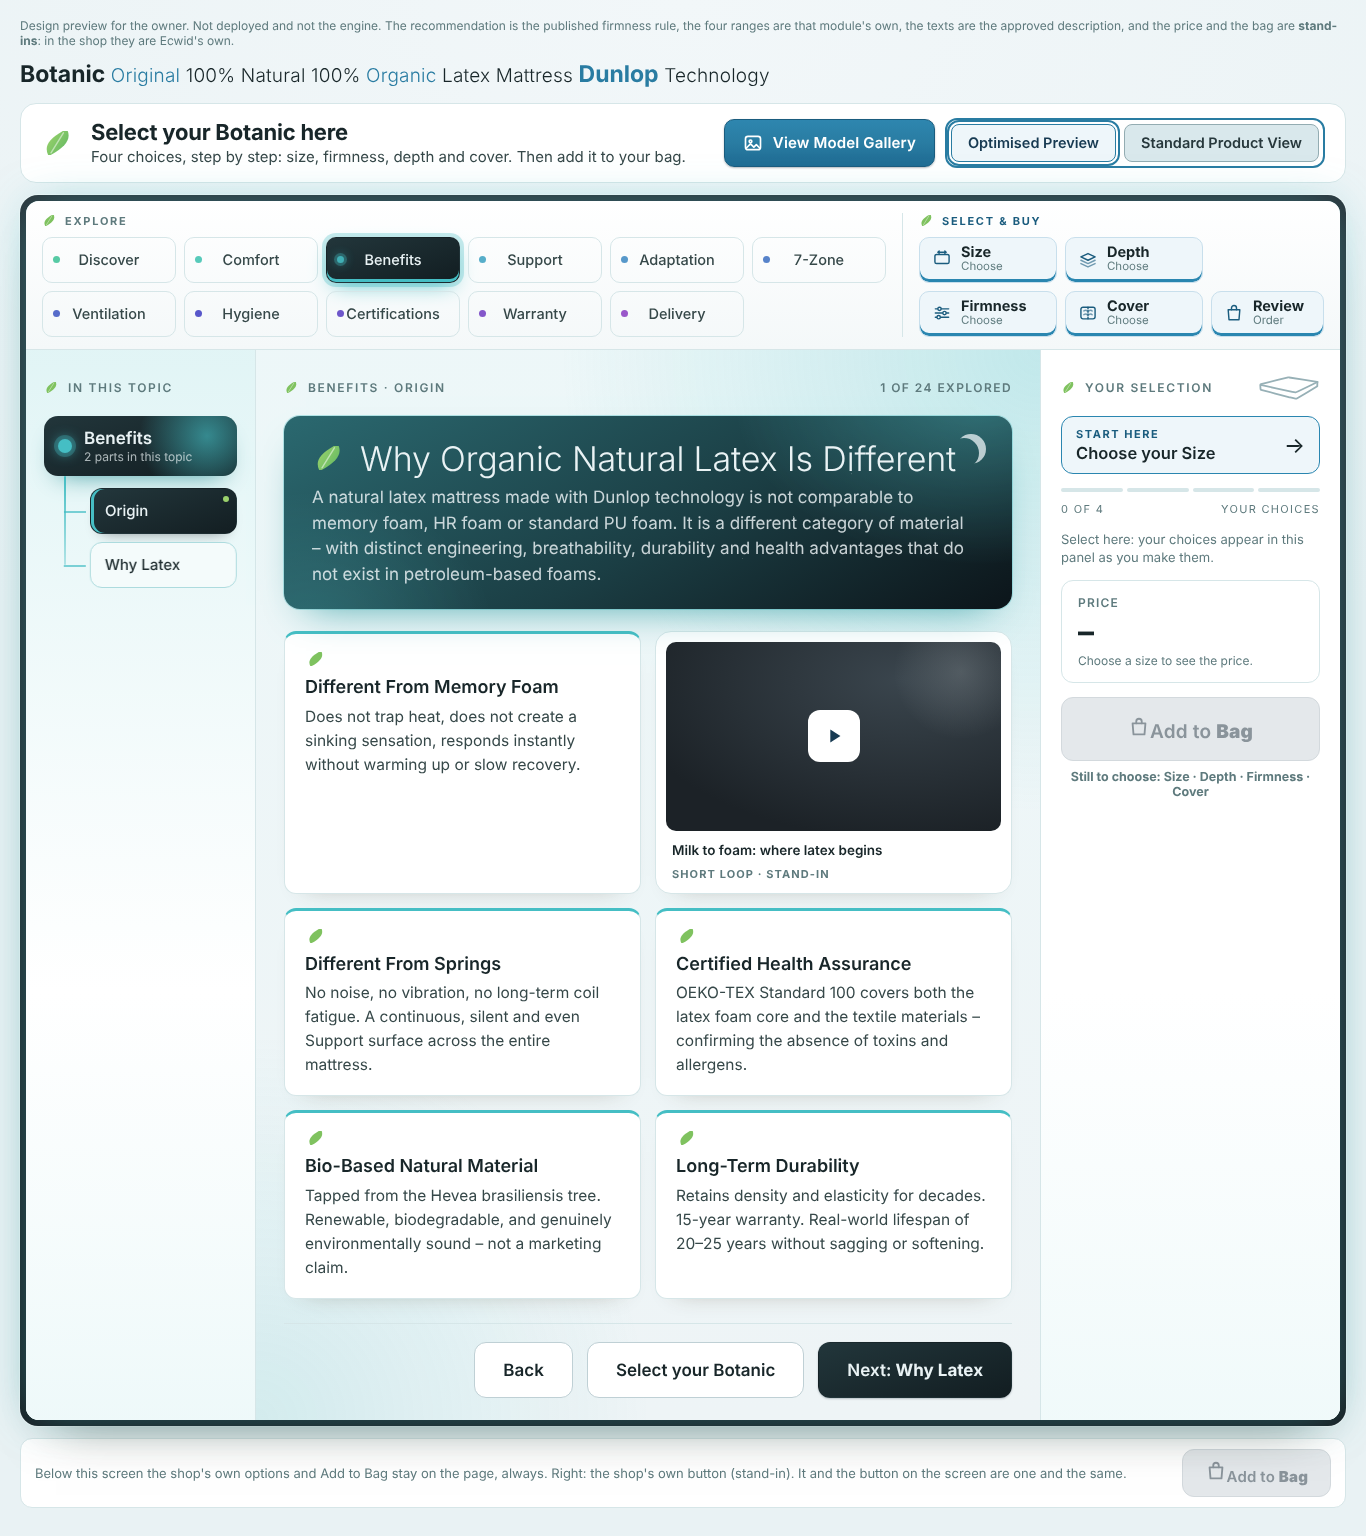 Design preview for the owner. Not deployed and not the engine. The recommendation is the published firmness rule, the four ranges are that module's own, the texts are the approved description, and the price and the bag are stand-
ins: in the shop they are Ecwid's own.
Botanic Original 100% Natural 100% Organic Latex Mattress Dunlop Technology
Select your Botanic here
Four choices, step by step: size, firmness, depth and cover. Then add it to your bag.
View Model Gallery
Optimised Preview
Standard Product View
EXPLORE
Discover
Comfort
Benefits
Support
Adaptation
7-Zone
Ventilation
Hygiene
Certifications
Warranty
Delivery
SELECT & BUY
Size
Choose
Depth
Choose
Firmness
Choose
Cover
Choose
Review
Order
IN THIS TOPIC
Benefits
2 parts in this topic
Origin
Why Latex
BENEFITS · ORIGIN
1 OF 24 EXPLORED
Why Organic Natural Latex Is Different
A natural latex mattress made with Dunlop technology is not comparable to
memory foam, HR foam or standard PU foam. It is a different category of material
– with distinct engineering, breathability, durability and health advantages that do
not exist in petroleum-based foams.
Different From Memory Foam
Does not trap heat, does not create a
sinking sensation, responds instantly
without warming up or slow recovery.
Milk to foam: where latex begins
SHORT LOOP · STAND-IN
Different From Springs
No noise, no vibration, no long-term coil
fatigue. A continuous, silent and even
Support surface across the entire
mattress.
Certified Health Assurance
OEKO-TEX Standard 100 covers both the
latex foam core and the textile materials –
confirming the absence of toxins and
allergens.
Bio-Based Natural Material
Tapped from the Hevea brasiliensis tree.
Renewable, biodegradable, and genuinely
environmentally sound – not a marketing
claim.
Long-Term Durability
Retains density and elasticity for decades.
15-year warranty. Real-world lifespan of
20–25 years without sagging or softening.
Back
Select your Botanic
Next: Why Latex
YOUR SELECTION
START HERE
Choose your Size
0 OF 4
YOUR CHOICES
Select here: your choices appear in this
panel as you make them.
PRICE
–
Choose a size to see the price.
Add to Bag
Still to choose: Size · Depth · Firmness ·
Cover
Below this screen the shop's own options and Add to Bag stay on the page, always. Right: the shop's own button (stand-in). It and the button on the screen are one and the same.
Add to Bag